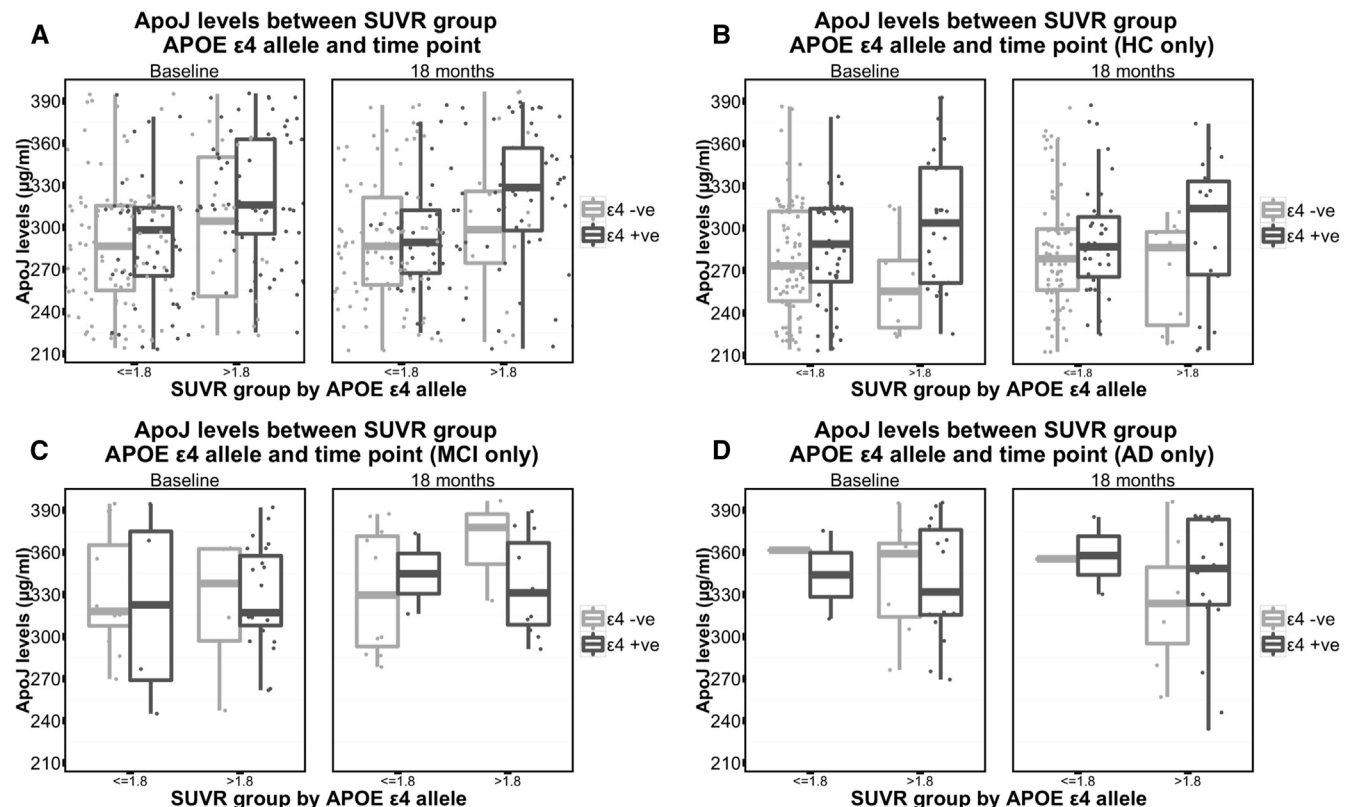 A
ApoJ levels between SUVR group
APOE ε4 allele and time point
Baseline
18 months
ApoJ levels (µg/ml)
390
360
330
300
270
240
210
<=1.8
>1.8
<=1.8
>1.8
SUVR group by APOE ε4 allele
ε4 -ve
ε4 +ve
B
ApoJ levels between SUVR group
APOE ε4 allele and time point (HC only)
Baseline
18 months
ApoJ levels (µg/ml)
390
360
330
300
270
240
210
<=1.8
>1.8
<=1.8
>1.8
SUVR group by APOE ε4 allele
ε4 -ve
ε4 +ve
C
ApoJ levels between SUVR group
APOE ε4 allele and time point (MCI only)
Baseline
18 months
ApoJ levels (µg/ml)
390
360
330
300
270
240
210
<=1.8
>1.8
<=1.8
>1.8
SUVR group by APOE ε4 allele
ε4 -ve
ε4 +ve
D
ApoJ levels between SUVR group
APOE ε4 allele and time point (AD only)
Baseline
18 months
ApoJ levels (µg/ml)
390
360
330
300
270
240
210
<=1.8
>1.8
<=1.8
>1.8
SUVR group by APOE ε4 allele
ε4 -ve
ε4 +ve